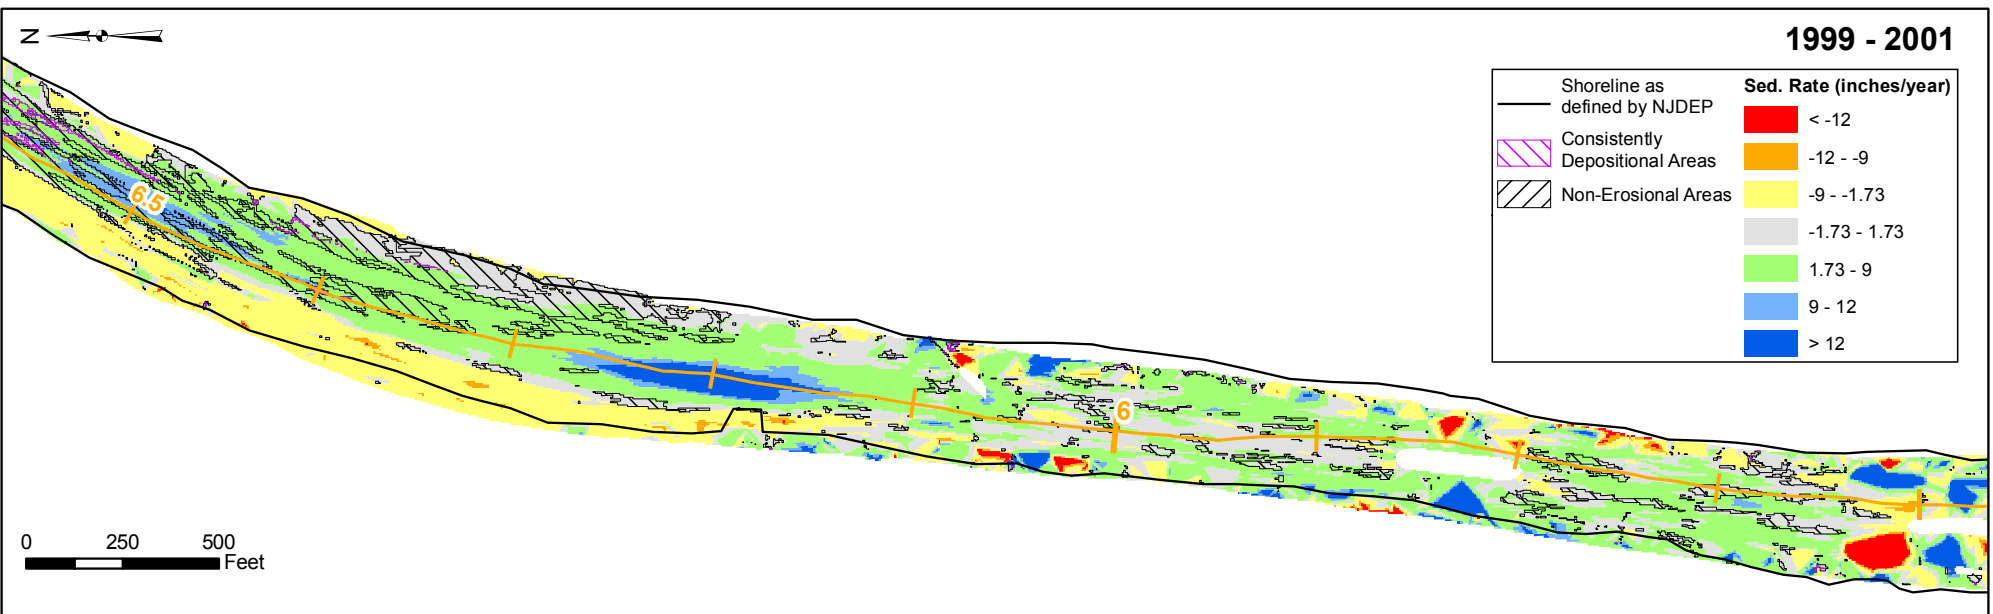 N
1999 - 2001
Shoreline as
defined by NJDEP
Consistently
Depositional Areas
Non-Erosional Areas
Sed. Rate (inches/year)
< -12
-12 - -9
-9 - -1.73
-1.73 - 1.73
1.73 - 9
9 - 12
> 12
6.5
6
0 250 500
Feet